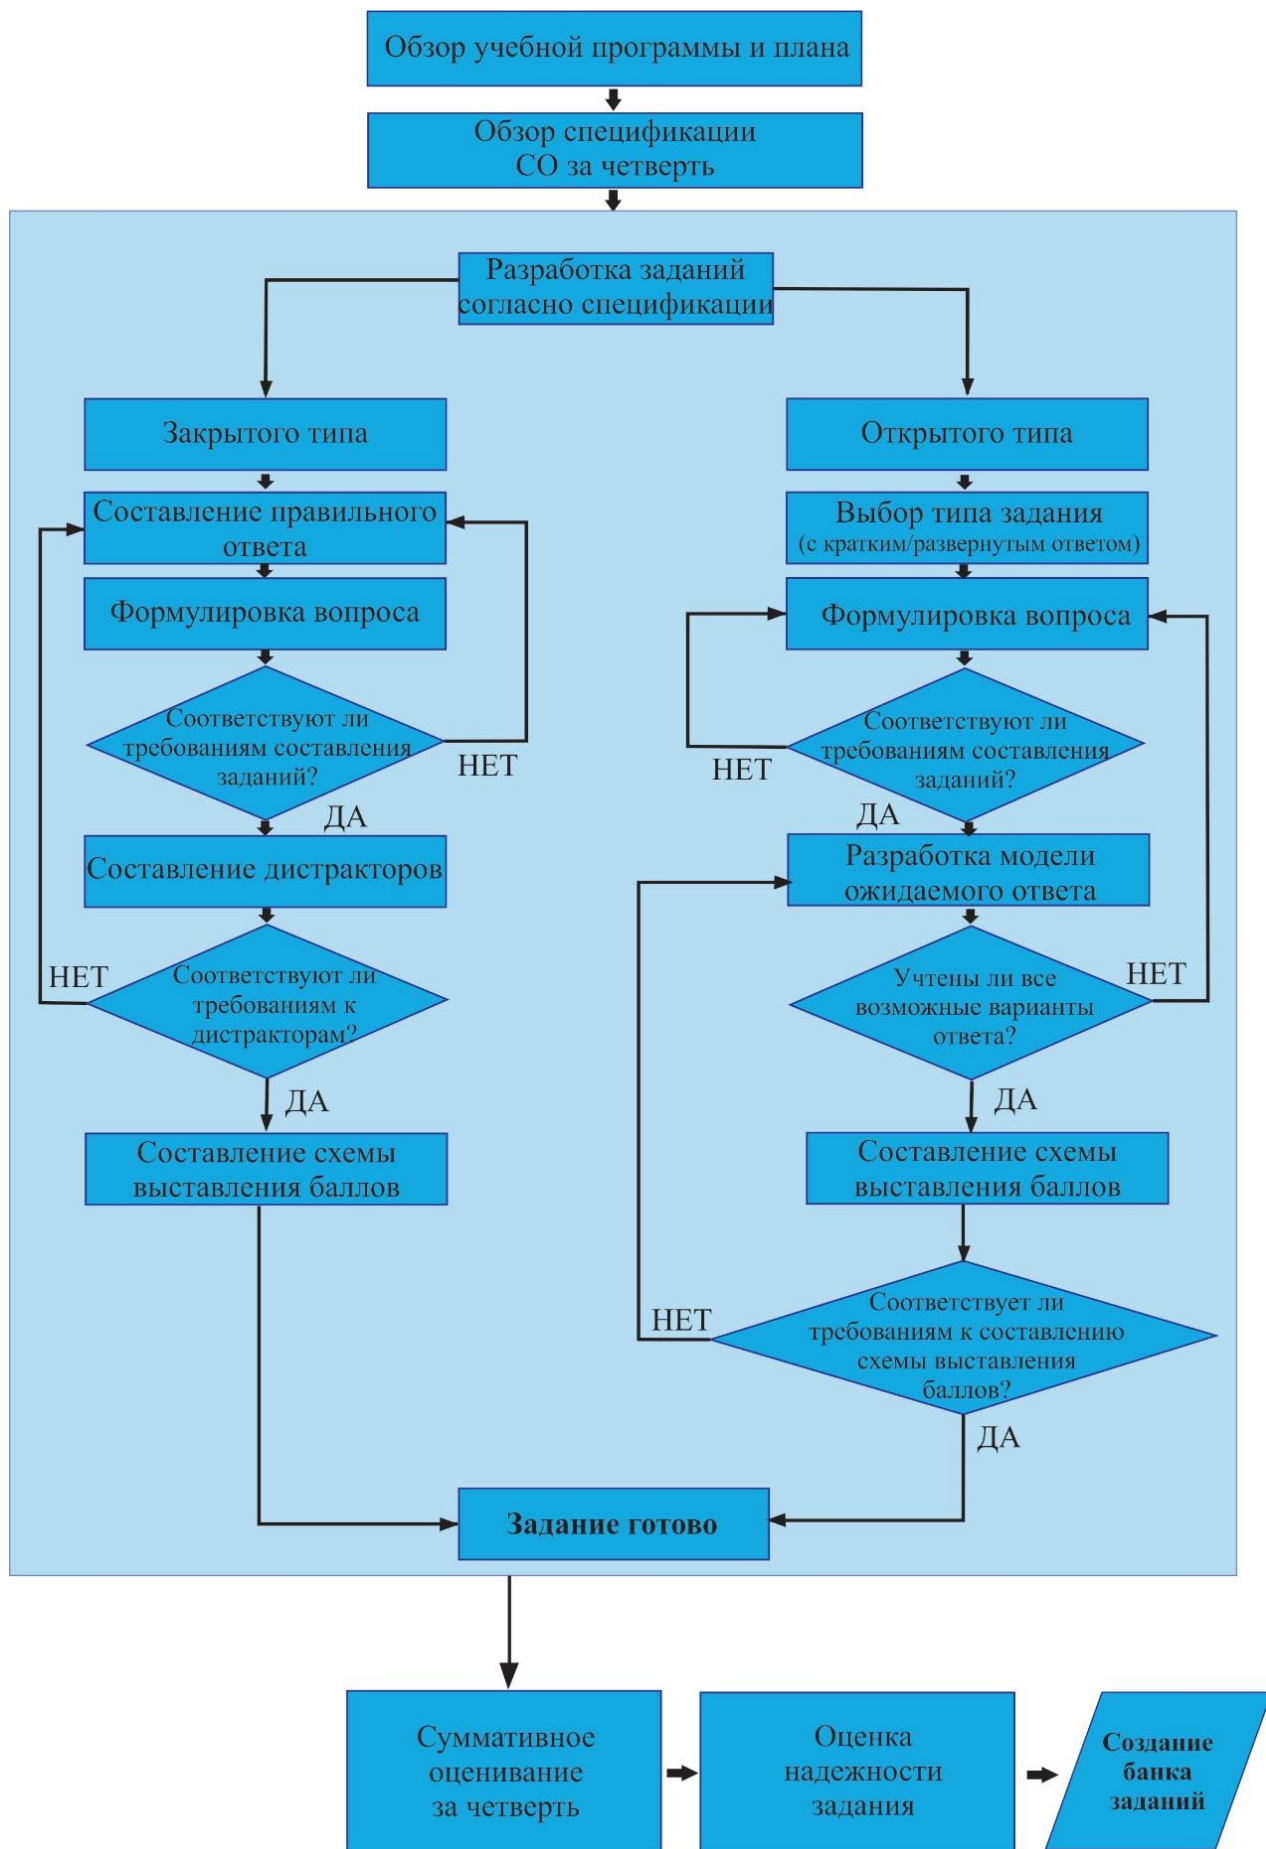 Обзор учебной программы и плана
Обзор спецификации
СО за четверть
Разработка заданий
согласно спецификации
Закрытого типа
Составление правильного
ответа
Формулировка вопроса
Соответствуют ли
требованиям составления
заданий?
НЕТ
ДА
Составление дистракторов
НЕТ
Соответствуют ли
требованиям к
дистракторам?
ДА
Составление схемы
выставления баллов
Открытого типа
Выбор типа задания
(с кратким/развернутым ответом)
Формулировка вопроса
Соответствуют ли
требованиям составления
заданий?
НЕТ
ДА
Разработка модели
ожидаемого ответа
Учтены ли все
возможные варианты
ответа?
НЕТ
ДА
Составление схемы
выставления баллов
Соответствует ли
требованиям к составлению
схемы выставления
баллов?
НЕТ
ДА
Задание готово
Суммативное
оценивание
за четверть
Оценка
надежности
задания
Создание
банка
заданий